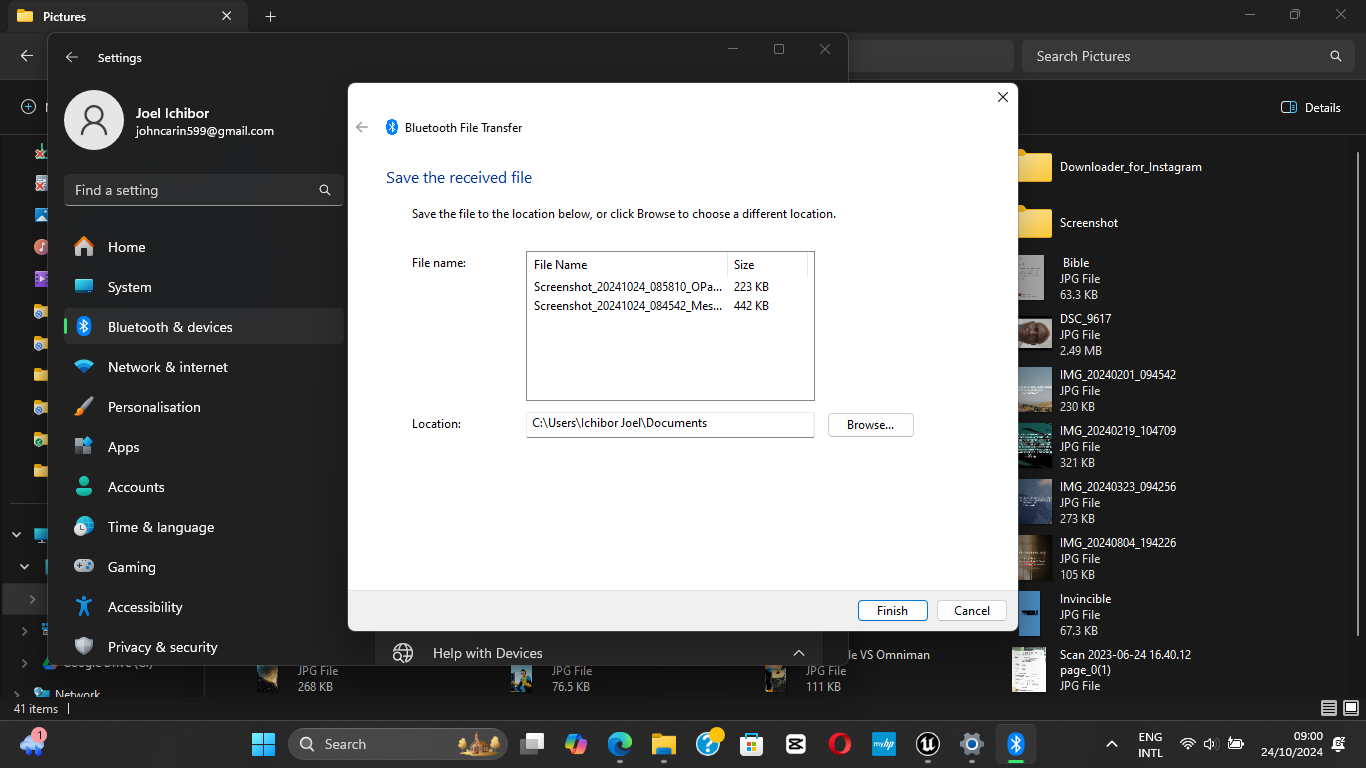 Pictures
Settings
Search Pictures
Joel Ichibor
johncarin599@gmail.com
Details
Find a setting
Home
System
Bluetooth & devices
Network & internet
Personalisation
Apps
Accounts
Time & language
Gaming
Accessibility
Privacy & security
Bluetooth File Transfer
Save the received file
Save the file to the location below, or click Browse to choose a different location.
File name:
File Name Size
Screenshot_20241024_085810_OPa... 223 KB
Screenshot_20241024_084542_Mes... 442 KB
Location:
C:\Users\Ichibor Joel\Documents
Browse...
Finish
Cancel
Help with Devices
Downloader_for_Instagram
Screenshot
Bible
JPG File
63.3 KB
DSC_9617
JPG File
2.49 MB
IMG_20240201_094542
JPG File
230 KB
IMG_20240219_104709
JPG File
321 KB
IMG_20240323_094256
JPG File
273 KB
IMG_20240804_194226
JPG File
105 KB
Invincible
JPG File
67.3 KB
Scan 2023-06-24 16.40.12
page_0(1)
JPG File
VS Omniman
JPG File
268 KB
JPG File
76.5 KB
JPG File
111 KB
Network
41 items
1
Search
myhp
ENG
INTL
09:00
24/10/2024